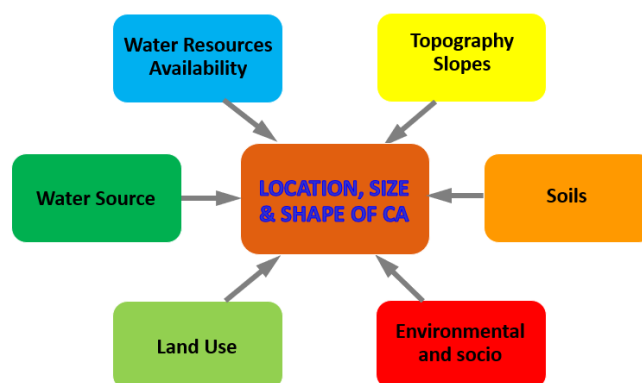 Water Resources
Availability
Topography
Slopes
Water Source
LOCATION, SIZE
& SHAPE OF CA
Soils
Land Use
Environmental
and socio